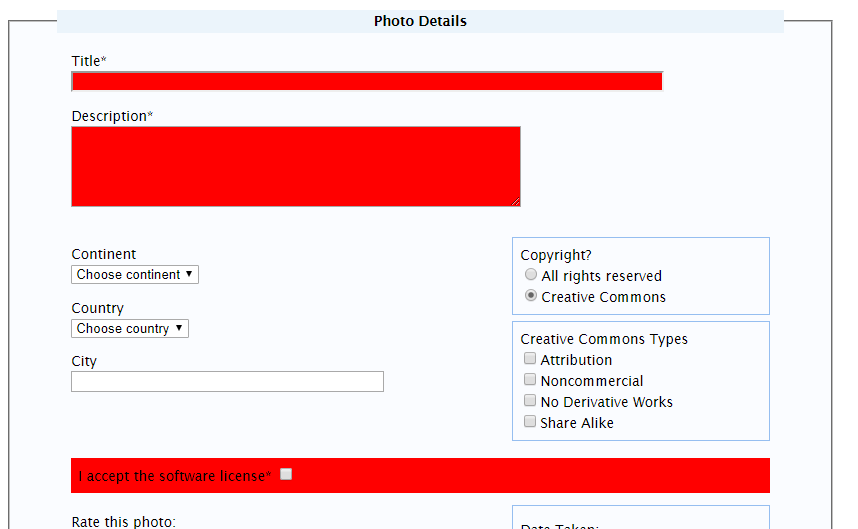 Photo Details
Title*
Description*
Continent
Choose continent
Country
Choose country
City
Copyright?
All rights reserved
Creative Commons
Creative Commons Types
Attribution
Noncommercial
No Derivative Works
Share Alike
I accept the software license*
Rate this photo:
Date Taken: